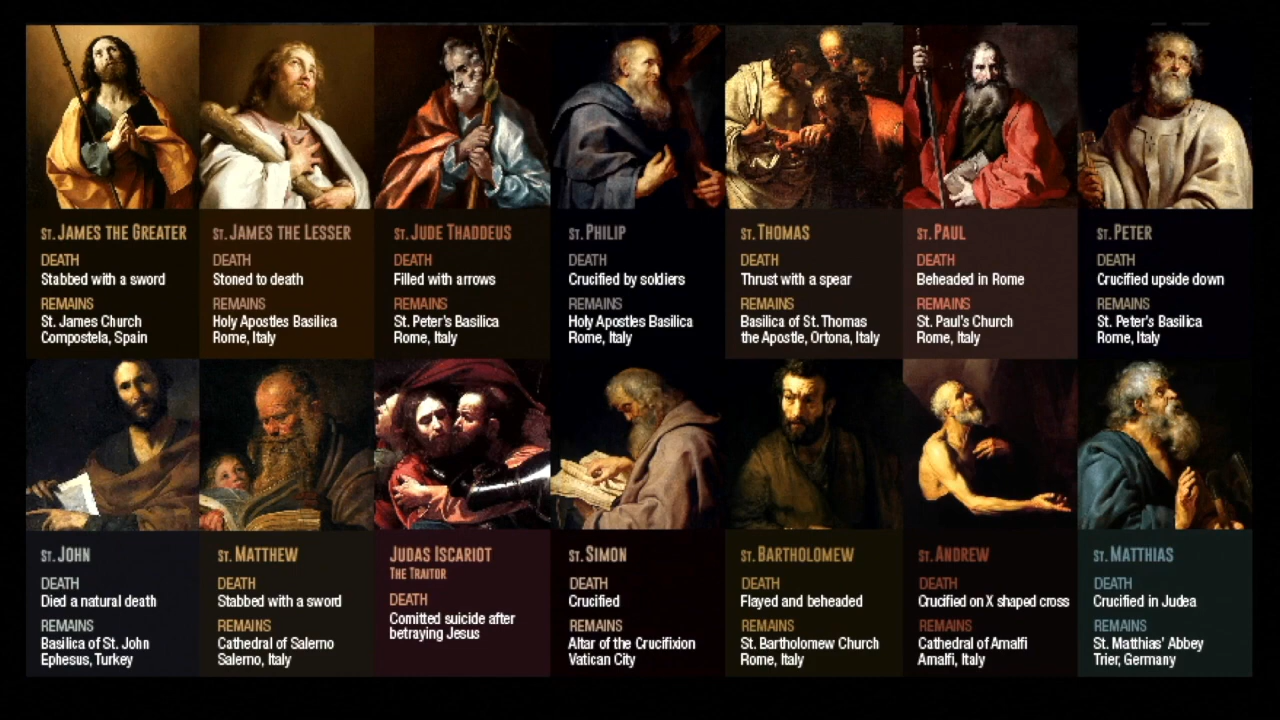 ST. JAMES THE GREATER
DEATH
Stabbed with a sword
REMAINS
St. James Church
Compostela, Spain
ST. JAMES THE LESSER
DEATH
Stoned to death
REMAINS
Holy Apostles Basilica
Rome, Italy
ST. JUDE THADDEUS
DEATH
Filled with arrows
REMAINS
St. Peter's Basilica
Rome, Italy
ST. PHILIP
DEATH
Crucified by soldiers
REMAINS
Holy Apostles Basilica
Rome, Italy
ST. THOMAS
DEATH
Thrust with a spear
REMAINS
Basilica of St. Thomas
the Apostle, Ortona, Italy
ST. PAUL
DEATH
Beheaded in Rome
REMAINS
St. Paul's Church
Rome, Italy
ST. PETER
DEATH
Crucified upside down
REMAINS
St. Peter's Basilica
Rome, Italy
ST. JOHN
DEATH
Died a natural death
REMAINS
Basilica of St. John
Ephesus, Turkey
ST. MATTHEW
DEATH
Stabbed with a sword
REMAINS
Cathedral of Salerno
Salerno, Italy
JUDAS ISCARIOT
THE TRAITOR
DEATH
Comitted suicide after
betraying Jesus
ST. SIMON
DEATH
Crucified
REMAINS
Altar of the Crucifixion
Vatican City
ST. BARTHOLOMEW
DEATH
Flayed and beheaded
REMAINS
St. Bartholomew Church
Rome, Italy
ST. ANDREW
DEATH
Crucified on X shaped cross
REMAINS
Cathedral of Amalfi
Amalfi, Italy
ST. MATTHIAS
DEATH
Crucified in Judea
REMAINS
St. Matthias' Abbey
Trier, Germany